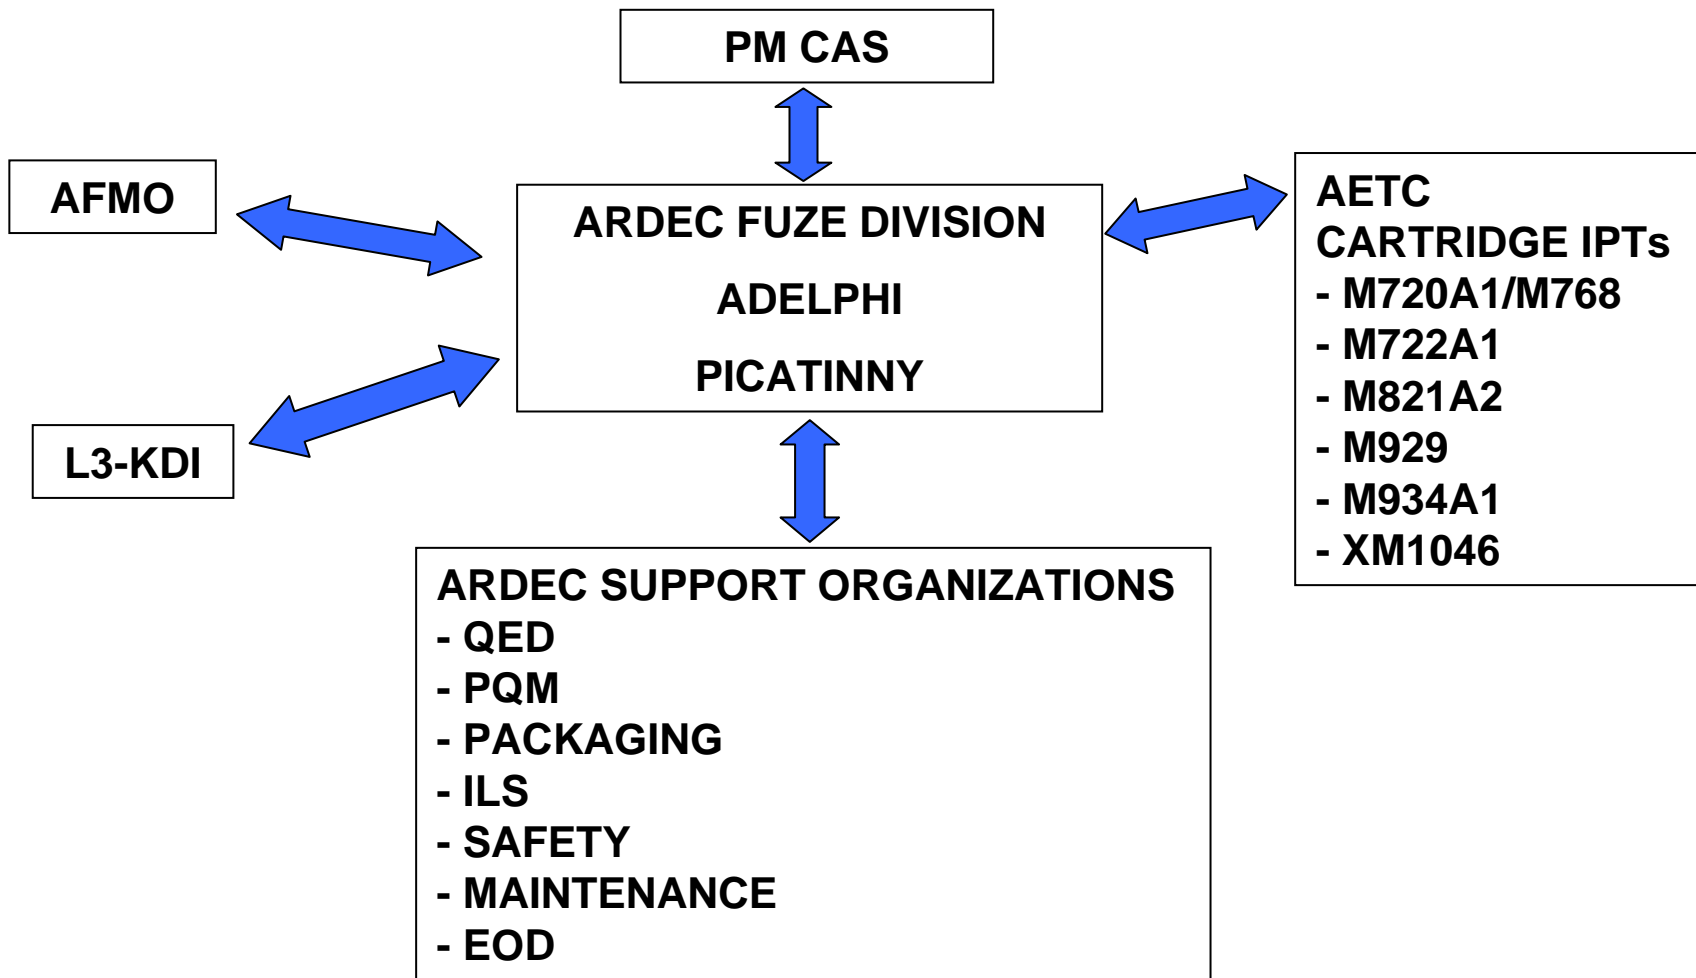 PM CAS
AFMO
ARDEC FUZE DIVISION
ADELPHI
PICATINNY
L3-KDI
AETC
CARTRIDGE IPTs
- M720A1/M768
- M722A1
- M821A2
- M929
- M934A1
- XM1046
ARDEC SUPPORT ORGANIZATIONS
- QED
- PQM
- PACKAGING
- ILS
- SAFETY
- MAINTENANCE
- EOD